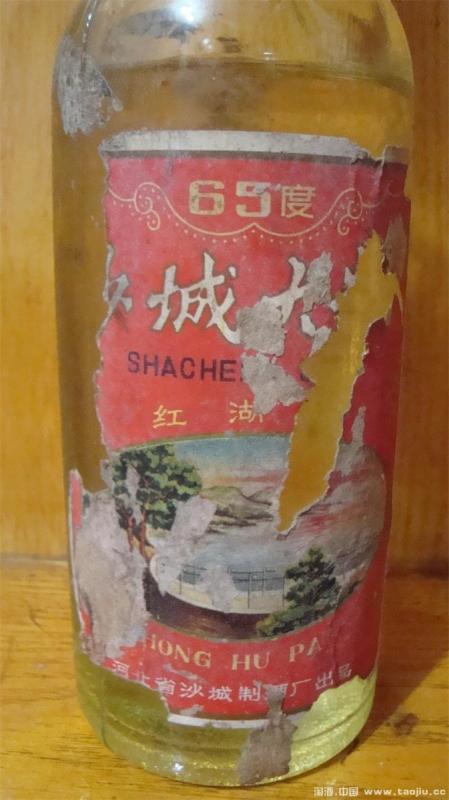 65度
城
SHACHE
红湖
HONG HU PA
河北省沙城制酒厂出品
淘酒.中国 www.taojiu.cc